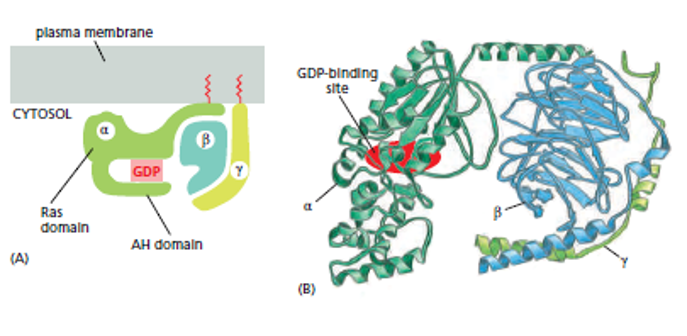 plasma membrane
CYTOSOL
α
β
γ
GDP
Ras
domain
AH domain
(A)
GDP-binding
site
α
β
γ
(B)